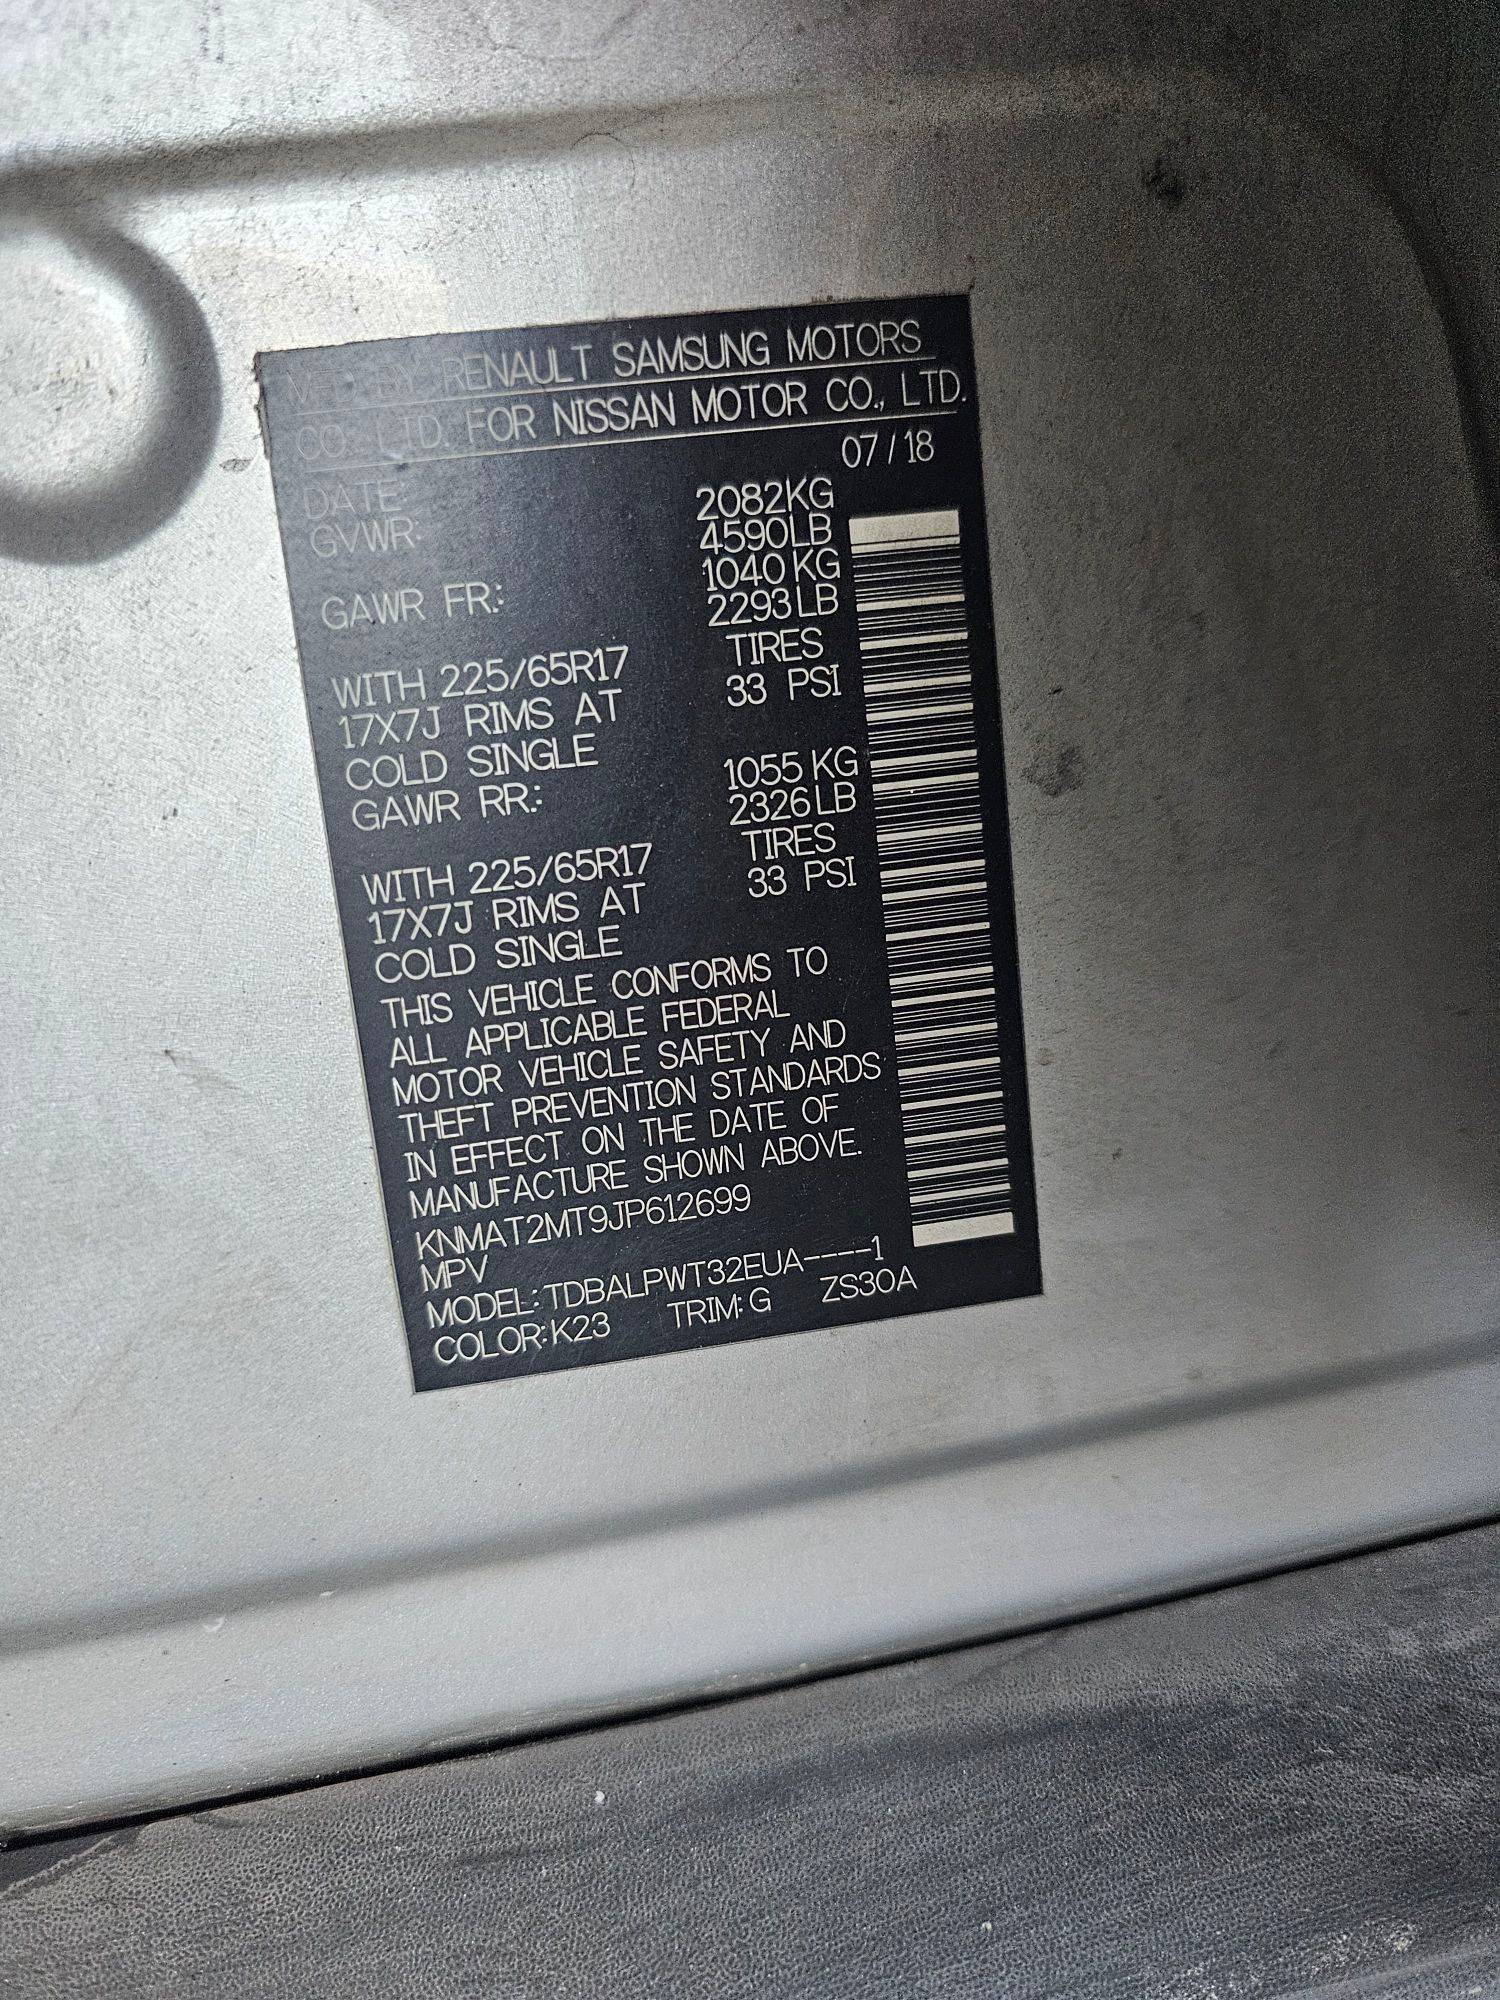 MFD. BY RENAULT SAMSUNG MOTORS
CO., LTD. FOR NISSAN MOTOR CO., LTD.
DATE: 07/18
GVWR: 2082KG
4590LB
GAWR FR.: 1040KG
2293LB
WITH 225/65R17 TIRES
17X7J RIMS AT 33 PSI
COLD SINGLE
GAWR RR.: 1055KG
2326LB
WITH 225/65R17 TIRES
17X7J RIMS AT 33 PSI
COLD SINGLE
THIS VEHICLE CONFORMS TO
ALL APPLICABLE FEDERAL
MOTOR VEHICLE SAFETY AND
THEFT PREVENTION STANDARDS
IN EFFECT ON THE DATE OF
MANUFACTURE SHOWN ABOVE.
KNMAT2MT9JP612699
MPV
MODEL:TDBALPWT32EUA----1
COLOR:K23 TRIM:G ZS30A